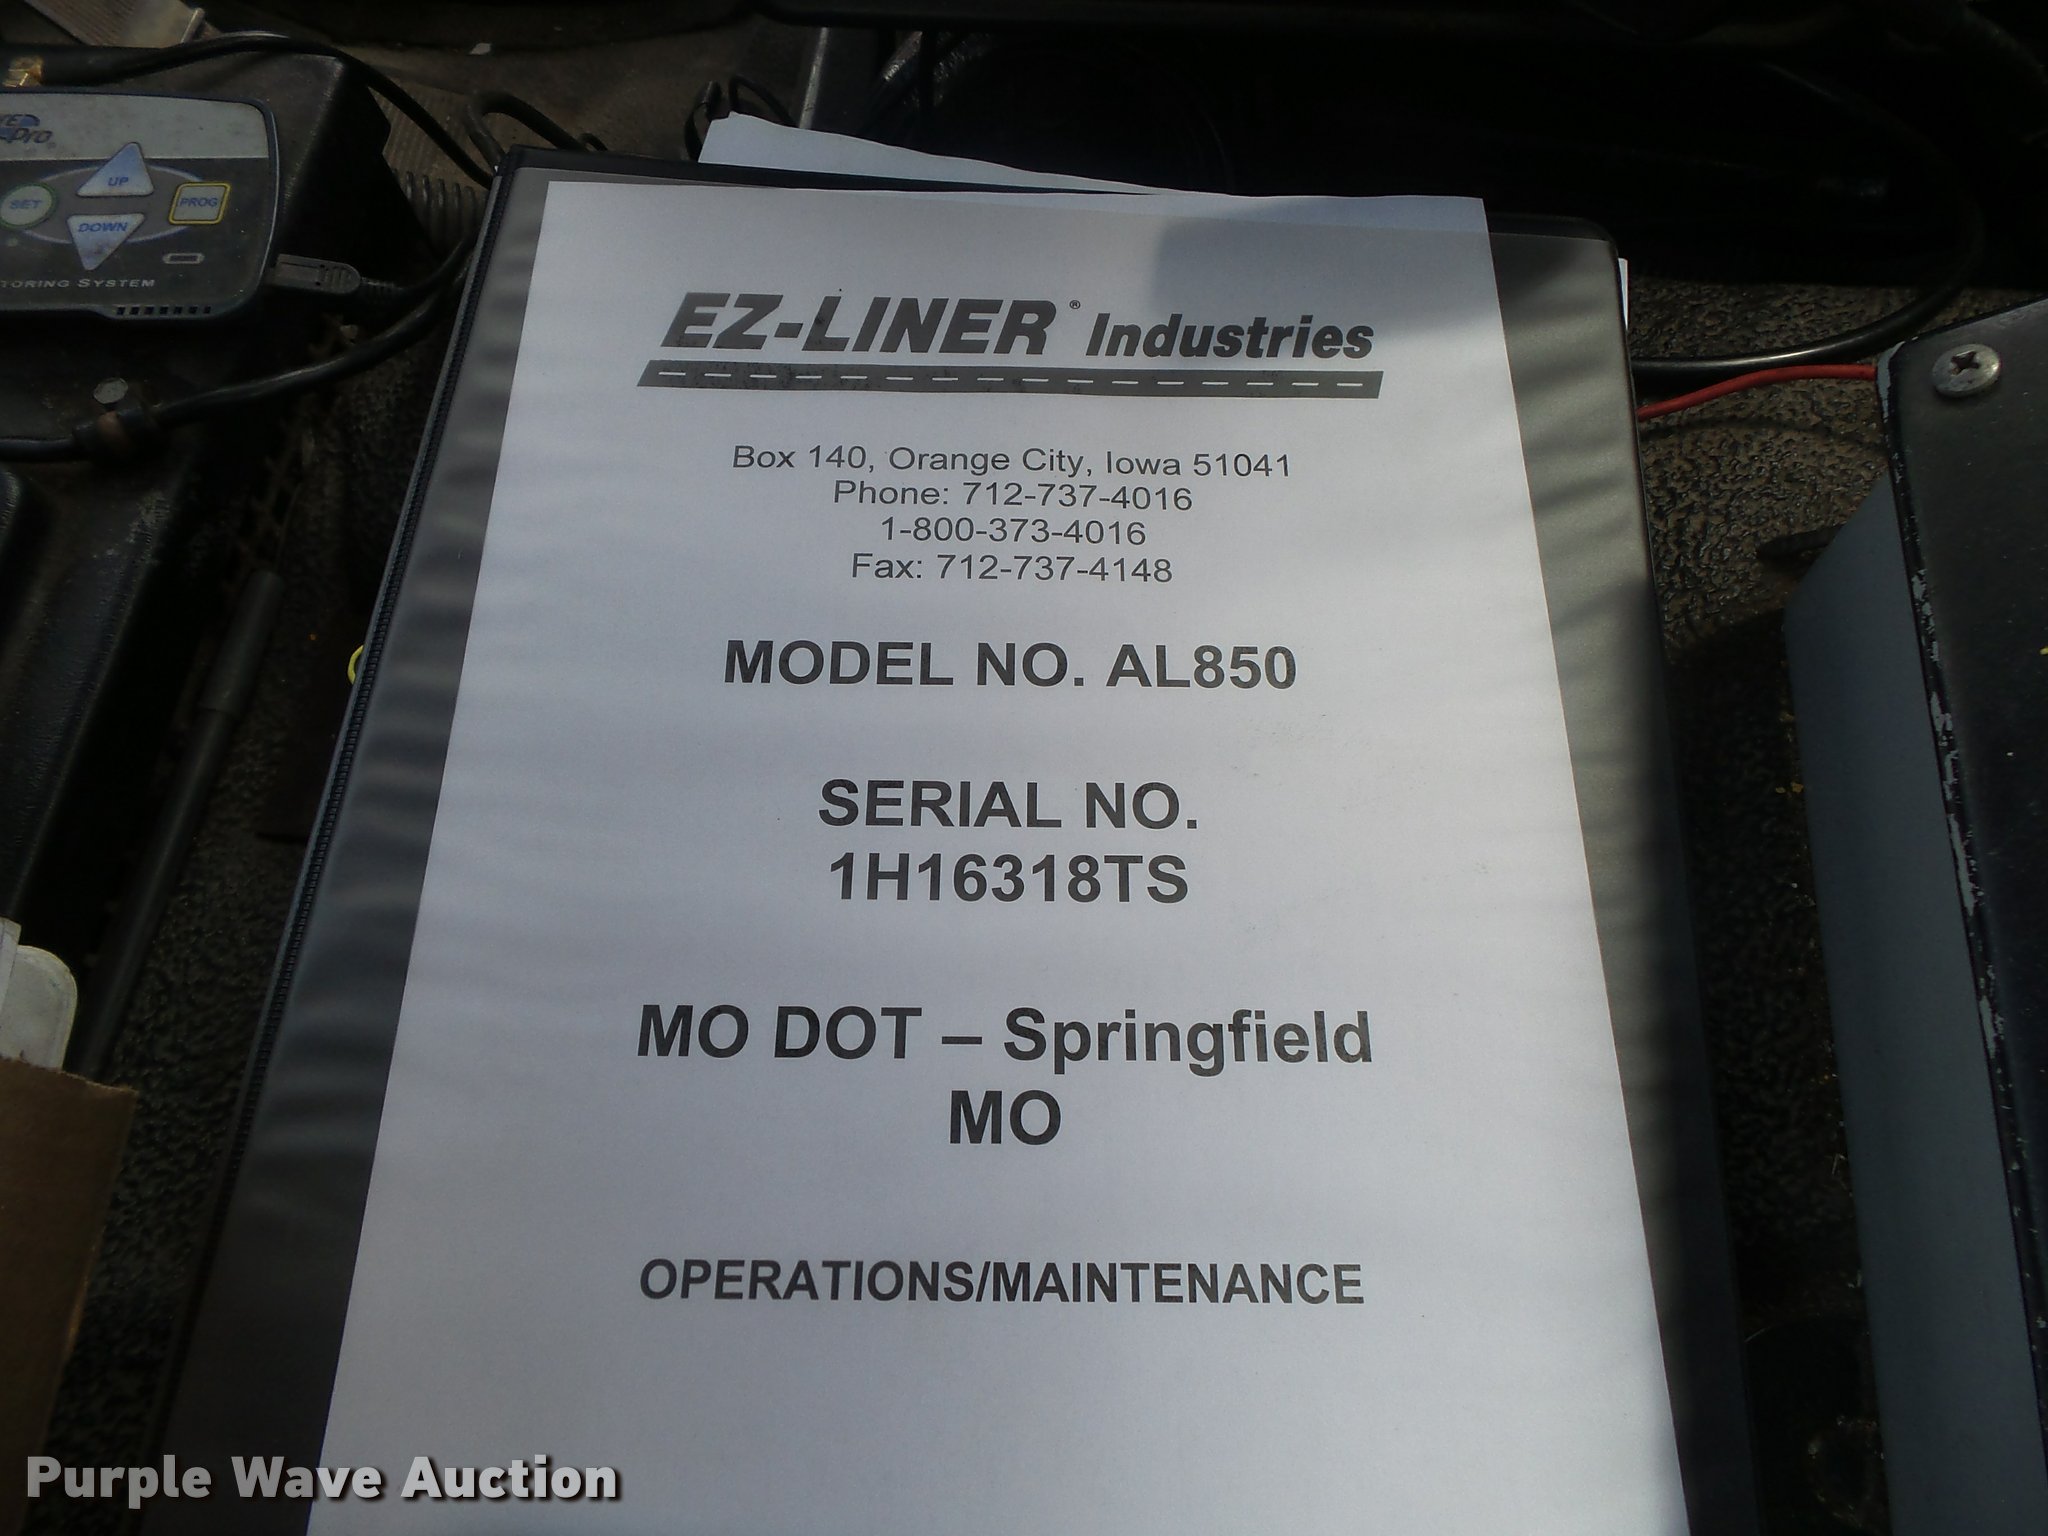 UP
SET
PROG
DOWN
SYSTEM
EZ-LINER® Industries
Box 140, Orange City, Iowa 51041
Phone: 712-737-4016
1-800-373-4016
Fax: 712-737-4148
MODEL NO. AL850
SERIAL NO.
1H16318TS
MO DOT – Springfield
MO
OPERATIONS/MAINTENANCE
Purple Wave Auction